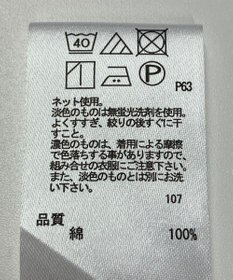 40
P
P63
ネット使用。
淡色のものは無蛍光洗剤を使用。
よくすすぎ、絞りの後すぐに干
すこと。
濃色のものは、着用による摩擦
で色落ちする事がありますので、
組み合せの衣服にご注意下さい。
また、淡色のものとは別にお洗
い下さい。
107
品質
綿 100%